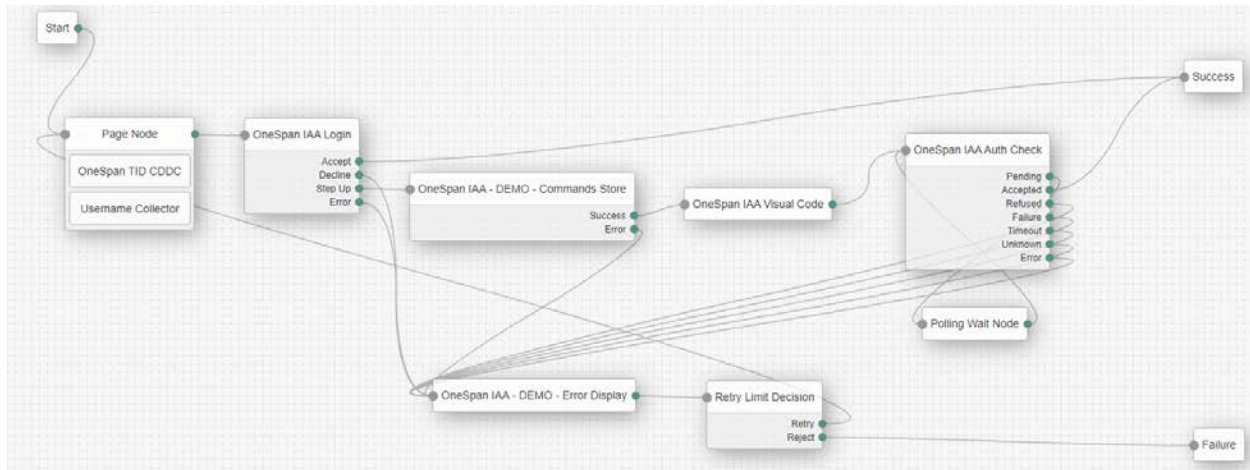 Start
Success
Page Node
OneSpan TID CDDC
Username Collector
OneSpan IAA Login
Accept
Decline
Step Up
Error
OneSpan IAA - DEMO - Commands Store
Success
Error
OneSpan IAA Visual Code
OneSpan IAA Auth Check
Pending
Accepted
Refused
Failure
Timeout
Unknown
Error
Polling Wait Node
OneSpan IAA - DEMO - Error Display
Retry Limit Decision
Retry
Reject
Failure